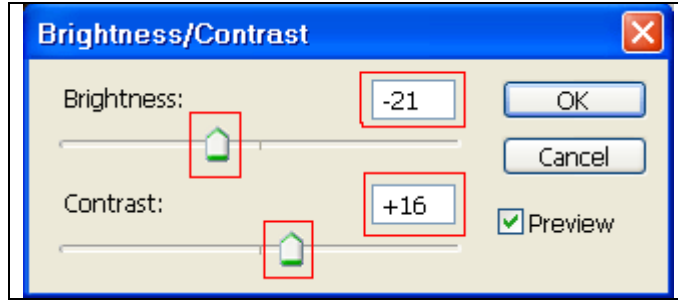 Brightness/Contrast
Brightness: -21 OK
Cancel
Contrast: +16
Preview